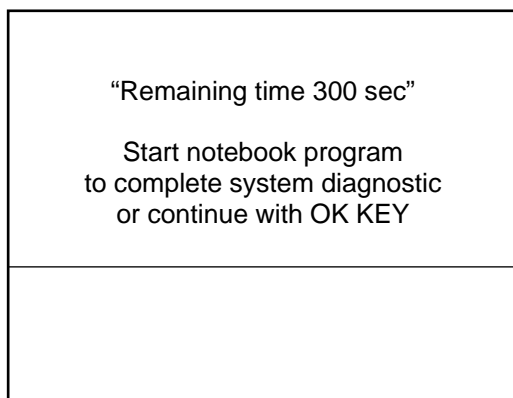 “Remaining time 300 sec”
Start notebook program
to complete system diagnostic
or continue with OK KEY